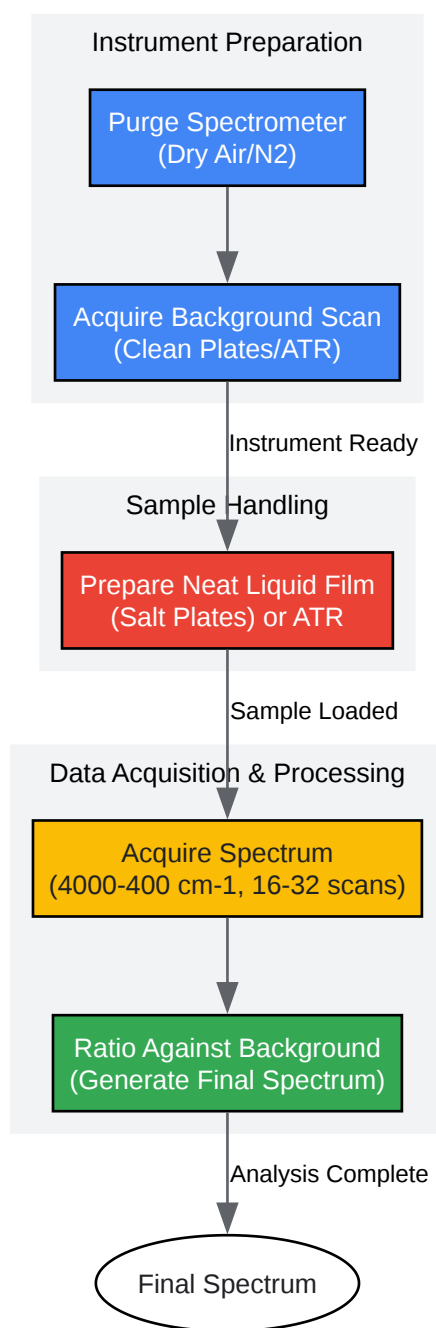 Instrument Preparation
Purge Spectrometer
(Dry Air/N2)
Acquire Background Scan
(Clean Plates/ATR)
Instrument Ready
Sample Handling
Prepare Neat Liquid Film
(Salt Plates) or ATR
Sample Loaded
Data Acquisition & Processing
Acquire Spectrum
(4000-400 cm-1, 16-32 scans)
Ratio Against Background
(Generate Final Spectrum)
Analysis Complete
Final Spectrum